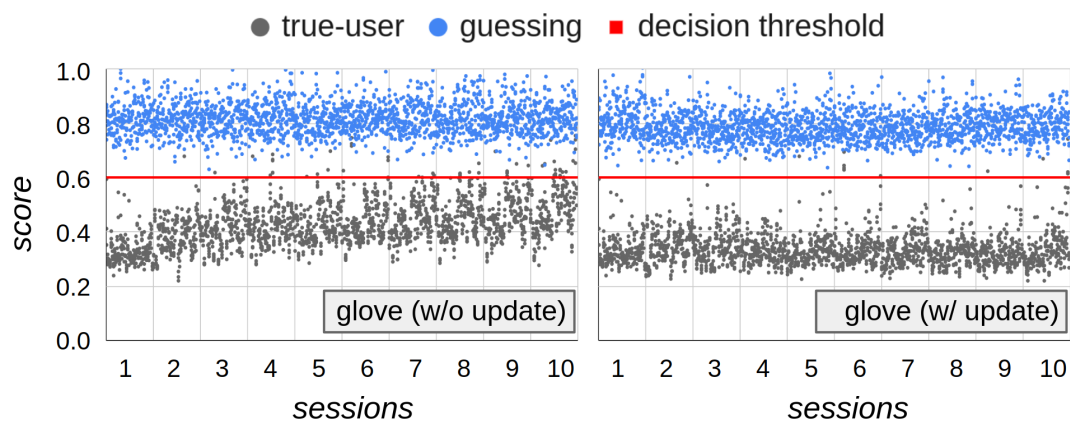 true-user guessing decision threshold
score
1.0
0.8
0.6
0.4
0.2
0.0
glove (w/o update)
1 2 3 4 5 6 7 8 9 10
sessions
glove (w/ update)
1 2 3 4 5 6 7 8 9 10
sessions